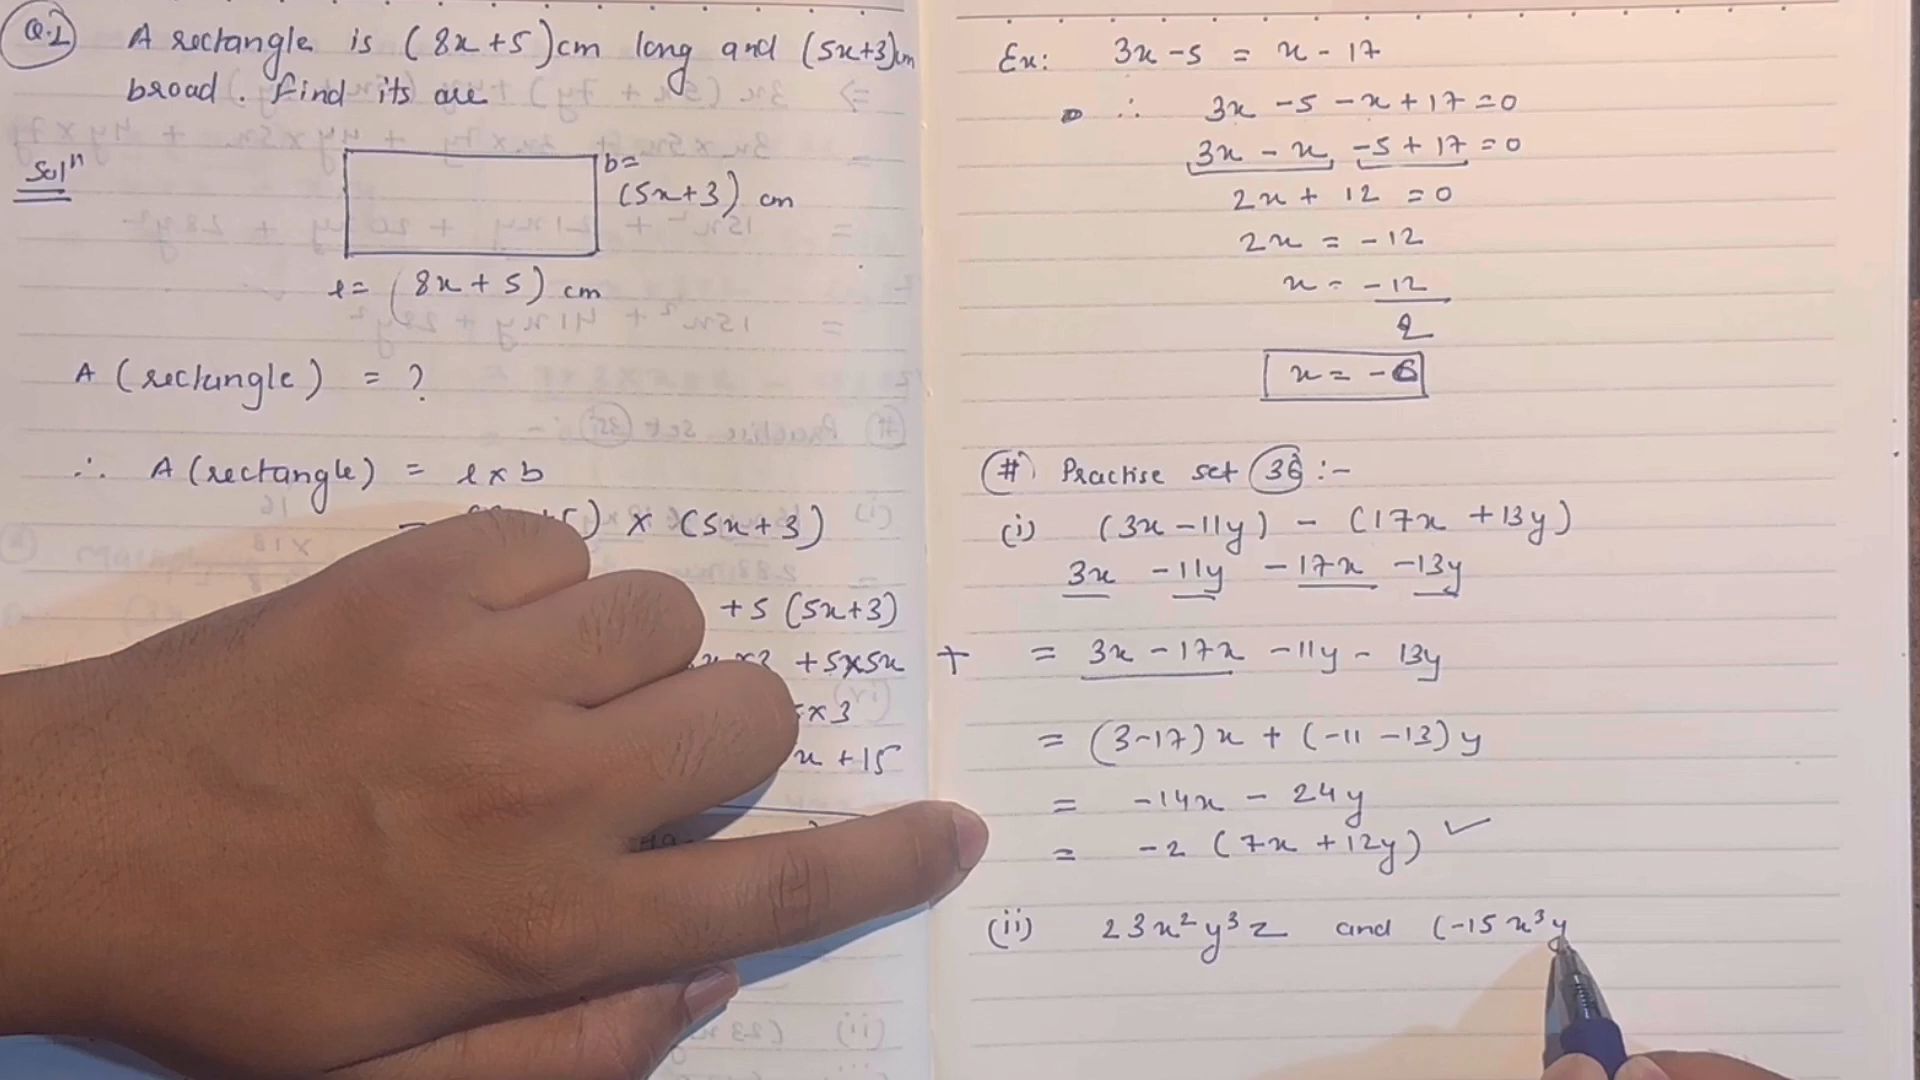 Q.1 A rectangle is (8x+5)cm long and (5x+3)cm
broad. find its are
Solⁿ
b=
(5x+3) cm
l= (8x+5) cm
A (rectangle) = ?
∴ A (rectangle) = l x b
= x (5x+3)
+5 (5x+3)
+5x5x +
x3
x +15
Ex: 3x-5 = x-17
∴ 3x -5 -x+17=0
3x - x -5+17=0
2x + 12 =0
2x = -12
x = -12
2
x = -6
(#) Practise set 36 :-
(i) (3x-11y) - (17x +13y)
3x -11y -17x -13y
= 3x -17x -11y - 13y
= (3-17)x + (-11 -13)y
= -14x - 24y
= -2 (7x +12y) ✓
(ii) 23x²y³z and (-15x³y